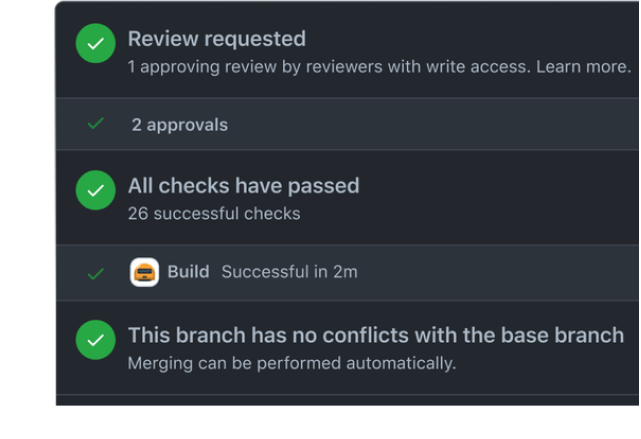 Review requested
1 approving review by reviewers with write access. Learn more.
2 approvals
All checks have passed
26 successful checks
Build Successful in 2m
This branch has no conflicts with the base branch
Merging can be performed automatically.